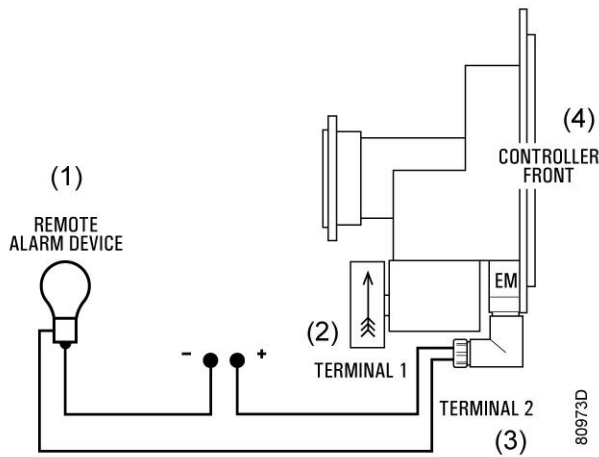 (1)
REMOTE
ALARM DEVICE
- +
(2)
TERMINAL 1
(4)
CONTROLLER
FRONT
EM
TERMINAL 2
(3)
80973D